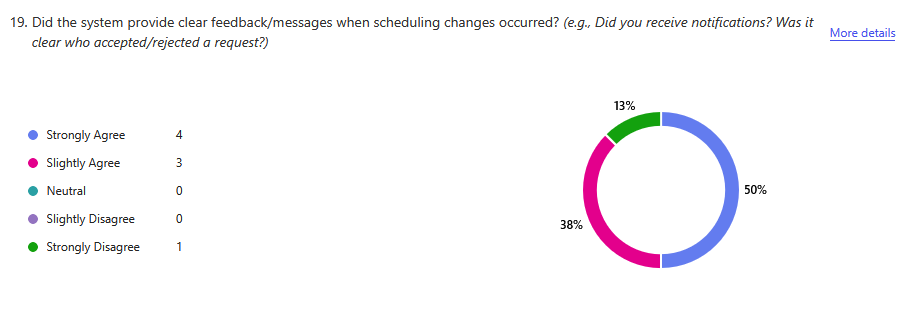 19. Did the system provide clear feedback/messages when scheduling changes occurred? (e.g., Did you receive notifications? Was it
clear who accepted/rejected a request?)
More details
Strongly Agree 4
Slightly Agree 3
Neutral 0
Slightly Disagree 0
Strongly Disagree 1
13%
50%
38%